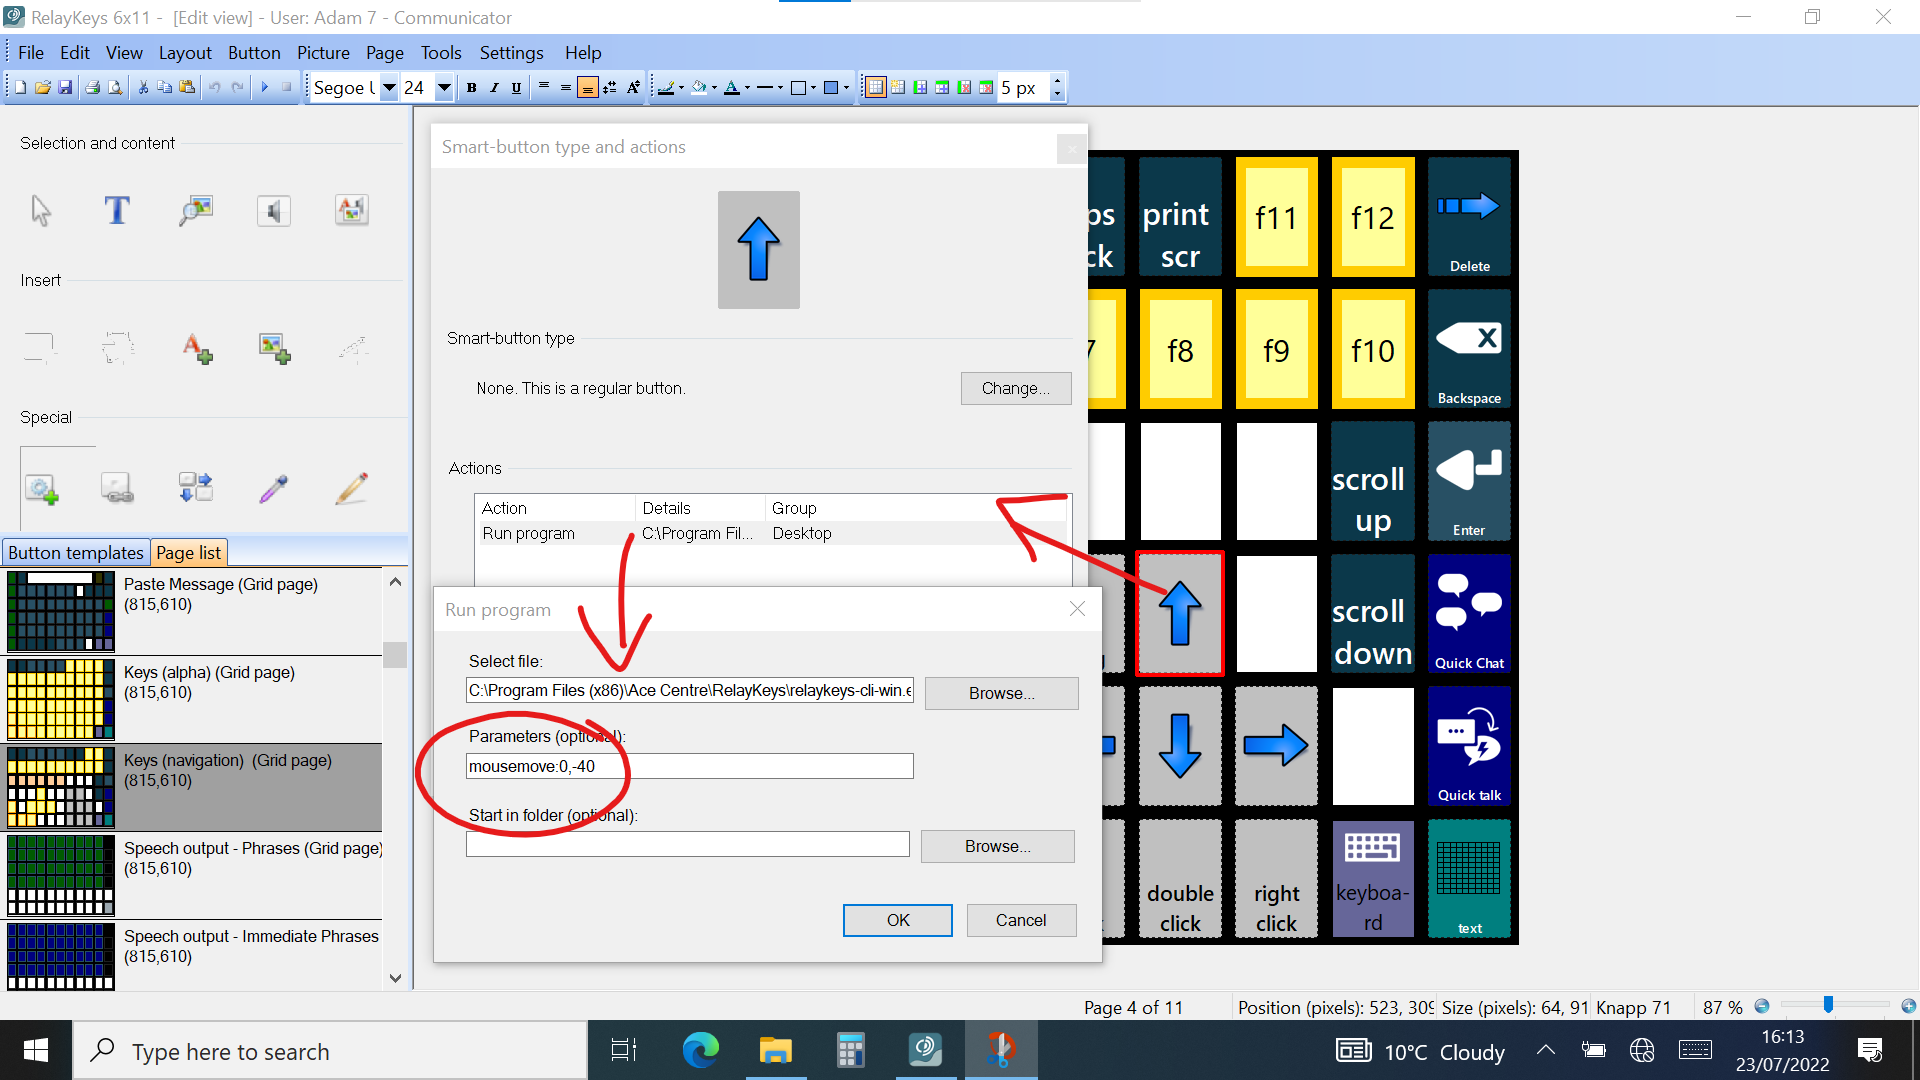 RelayKeys 6x11 - [Edit view] - User: Adam 7 - Communicator
File Edit View Layout Button Picture Page Tools Settings Help
Segoe 24 B I U A 5 px
Selection and content
T
Insert
Special
Button templates Page list
Paste Message (Grid page)
(815,610)
Keys (alpha) (Grid page)
(815,610)
Keys (navigation) (Grid page)
(815,610)
Speech output - Phrases (Grid page)
(815,610)
Speech output - Immediate Phrases
(815,610)
Smart-button type and actions
Smart-button type
None. This is a regular button.
Change...
Actions
Action Details Group
Run program C:\Program Fil... Desktop
Run program
Select file:
C:\Program Files (x86)\Ace Centre\RelayKeys\relaykeys-cli-win.e
Browse...
Parameters (optional):
mousemove:0,-40
Start in folder (optional):
Browse...
OK Cancel
ps
ck
print
scr
f11
f12
Delete
7
f8
f9
f10
Backspace
scroll
up
Enter
scroll
down
Quick Chat
Quick talk
double
click
right
click
keyboa-
rd
text
Page 4 of 11 Position (pixels): 523, 309 Size (pixels): 64, 91 Knapp 71 87 %
Type here to search
10°C Cloudy
16:13
23/07/2022